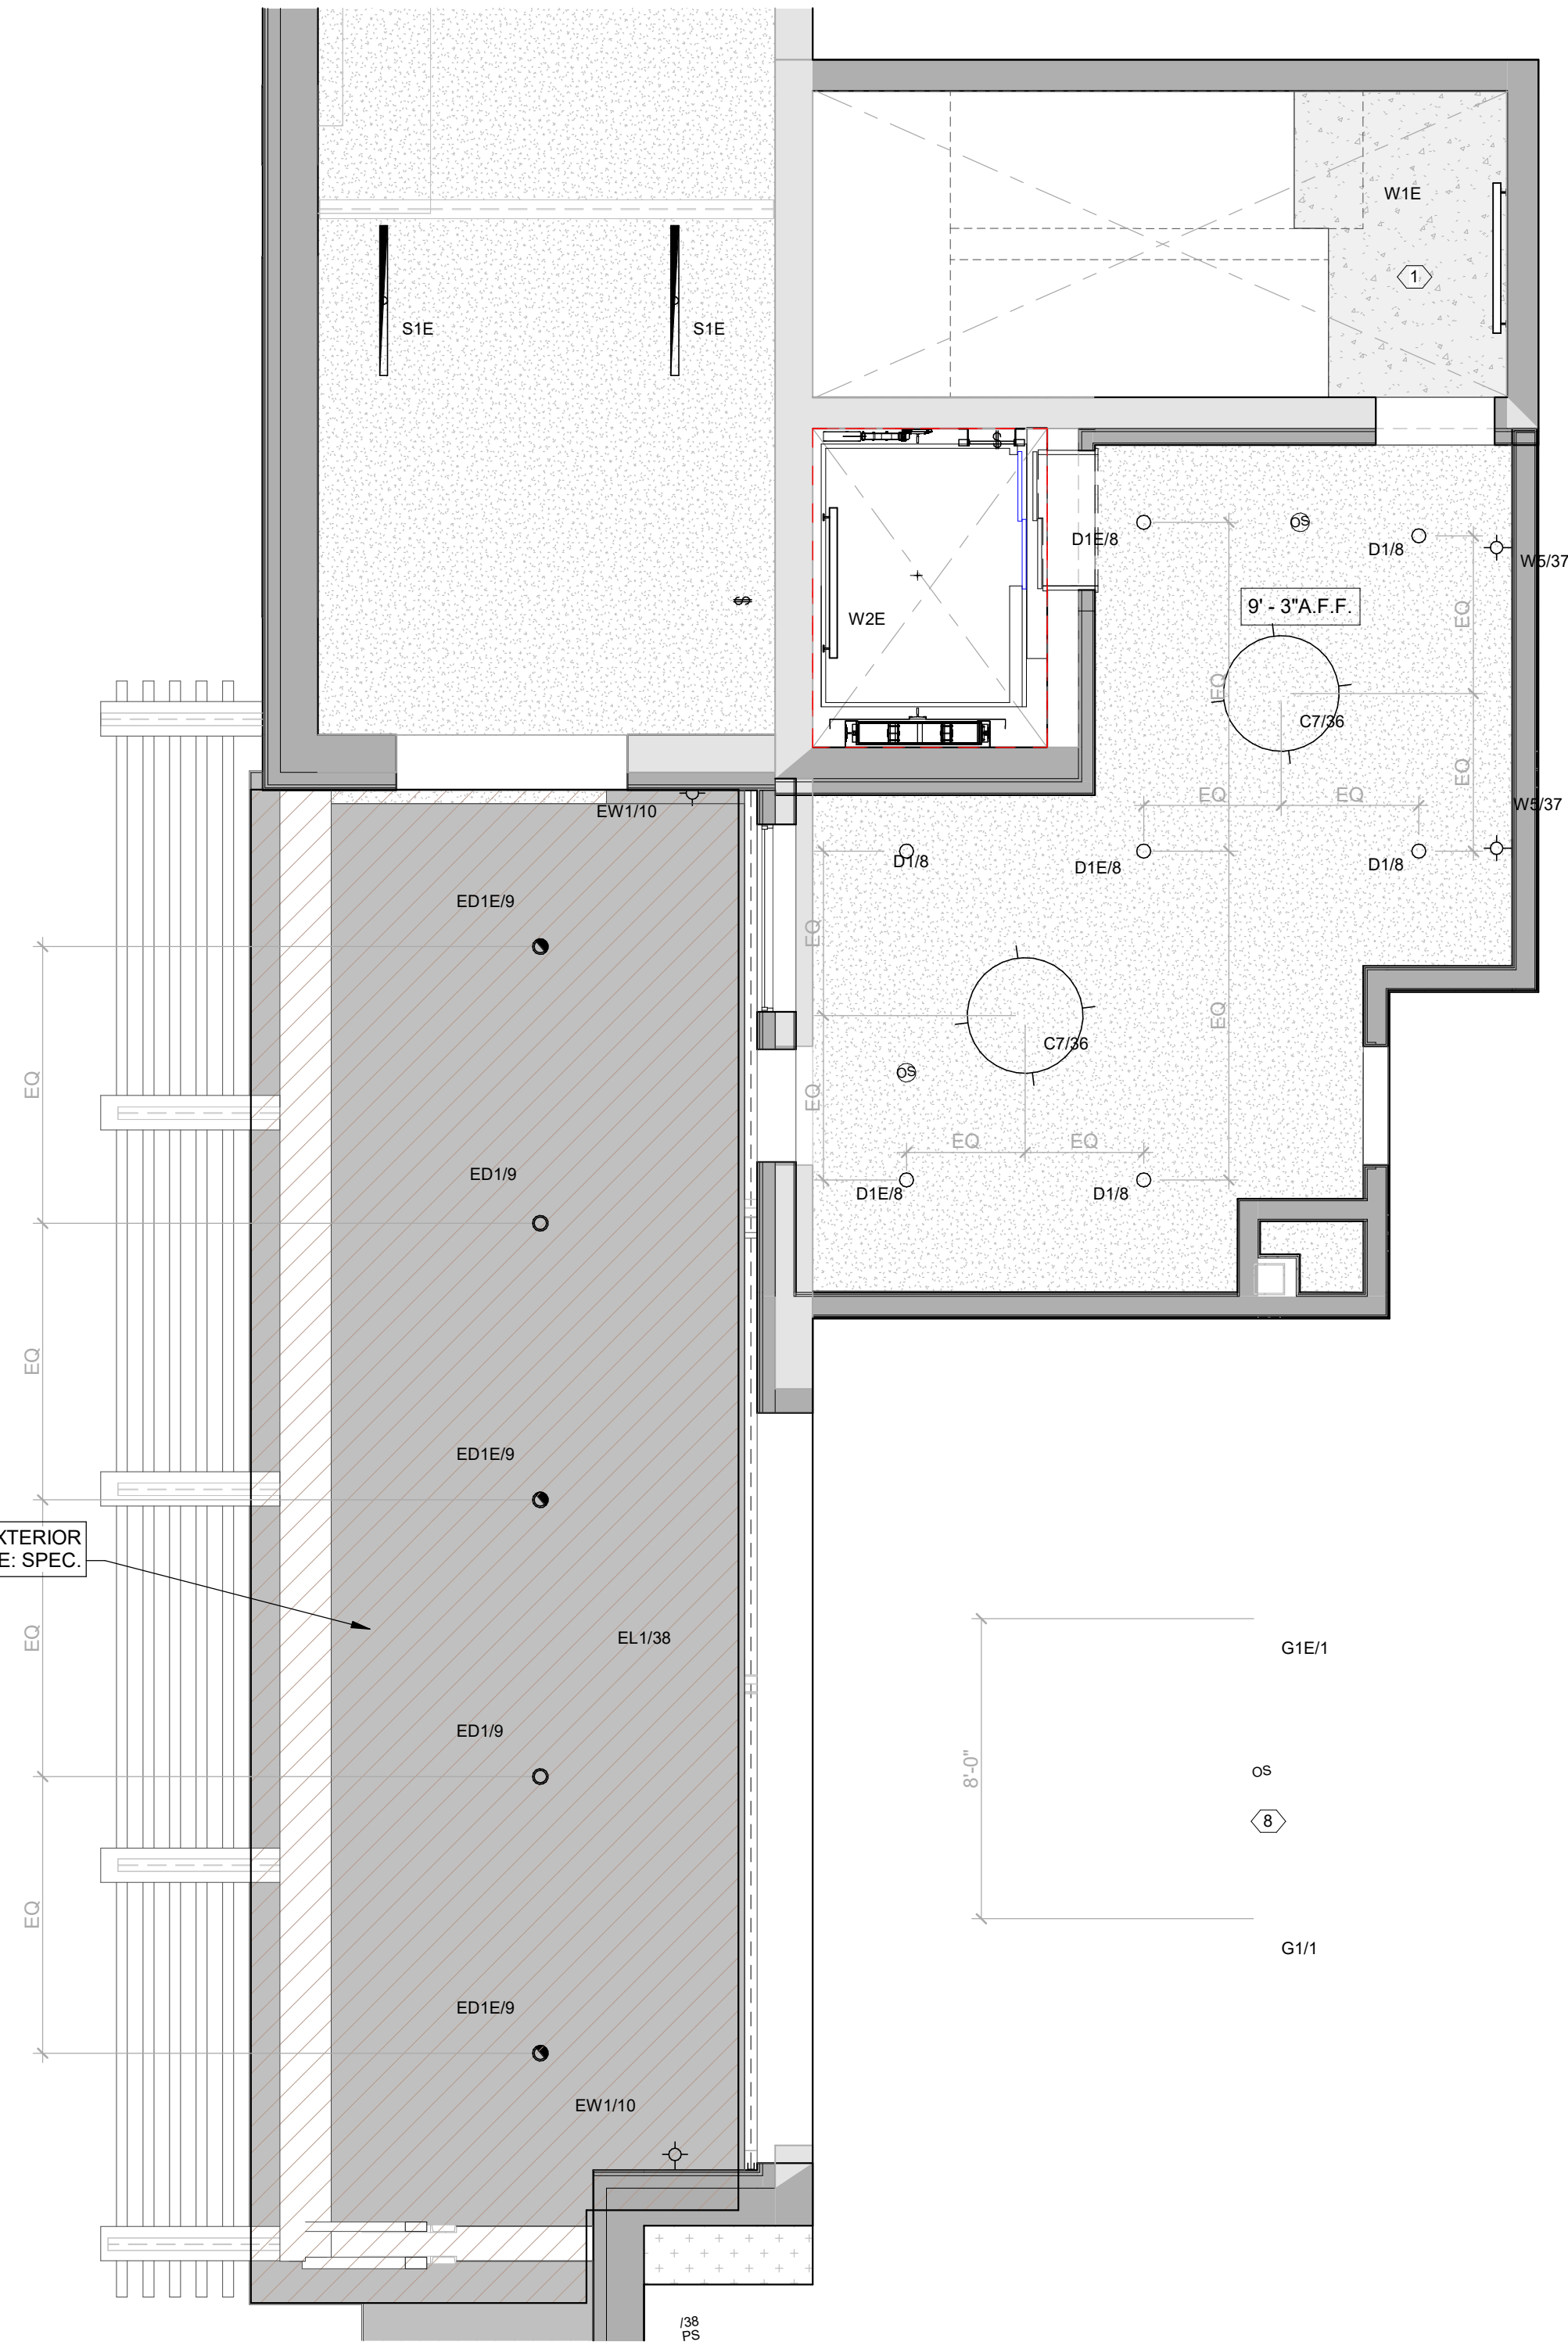 W1E
1
S1E
S1E
$
D1E/8
OS
D1/8
W5/37
9' - 3"A.F.F.
EQ
$
W2E
EQ
C7/36
EQ
EQ
EQ
W5/37
EW1/10
D1/8
D1E/8
D1/8
ED1E/9
EQ
EQ
C7/36
OS
EQ
EQ
EQ
EQ
ED1/9
D1E/8
D1/8
EQ
ED1E/9
XTERIOR
E: SPEC.
EQ
EL1/38
G1E/1
ED1/9
8'-0"
OS
8
EQ
G1/1
ED1E/9
EW1/10
/38
PS